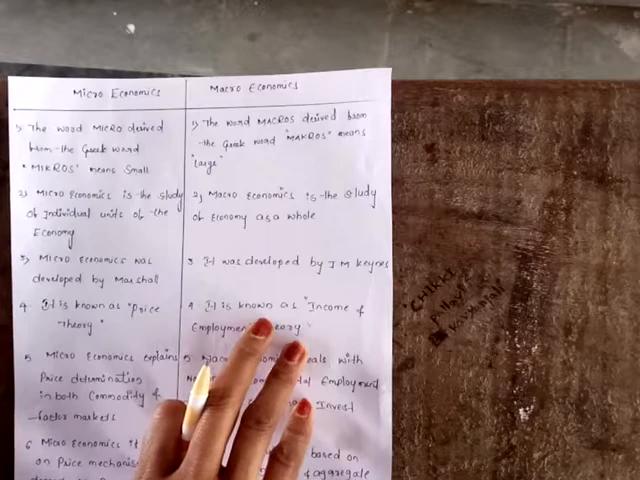 Micro Economics
Macro Economics
1) The word MICRO derived
from the Greek word
"MIKROS" means Small
1) The word MACROS derived from
the Greek word "MAKROS" means
"Large"
2) Micro Economics is the study
of Individual units of the
Economy
2) Macro Economics is the study
of Economy as a whole
3) Micro Economics was
developed by Marshall
3 It was developed by J M Keynes
4. It is known as "Price
Theory"
4 It is known as "Income &
Employment
5 Micro Economics explains
Price determination
in both Commodity &
factor markets
5 with
Employment
Invest
6 Micro Economics is
on Price
based on
& aggregate
"CHIKKI
Pallavi